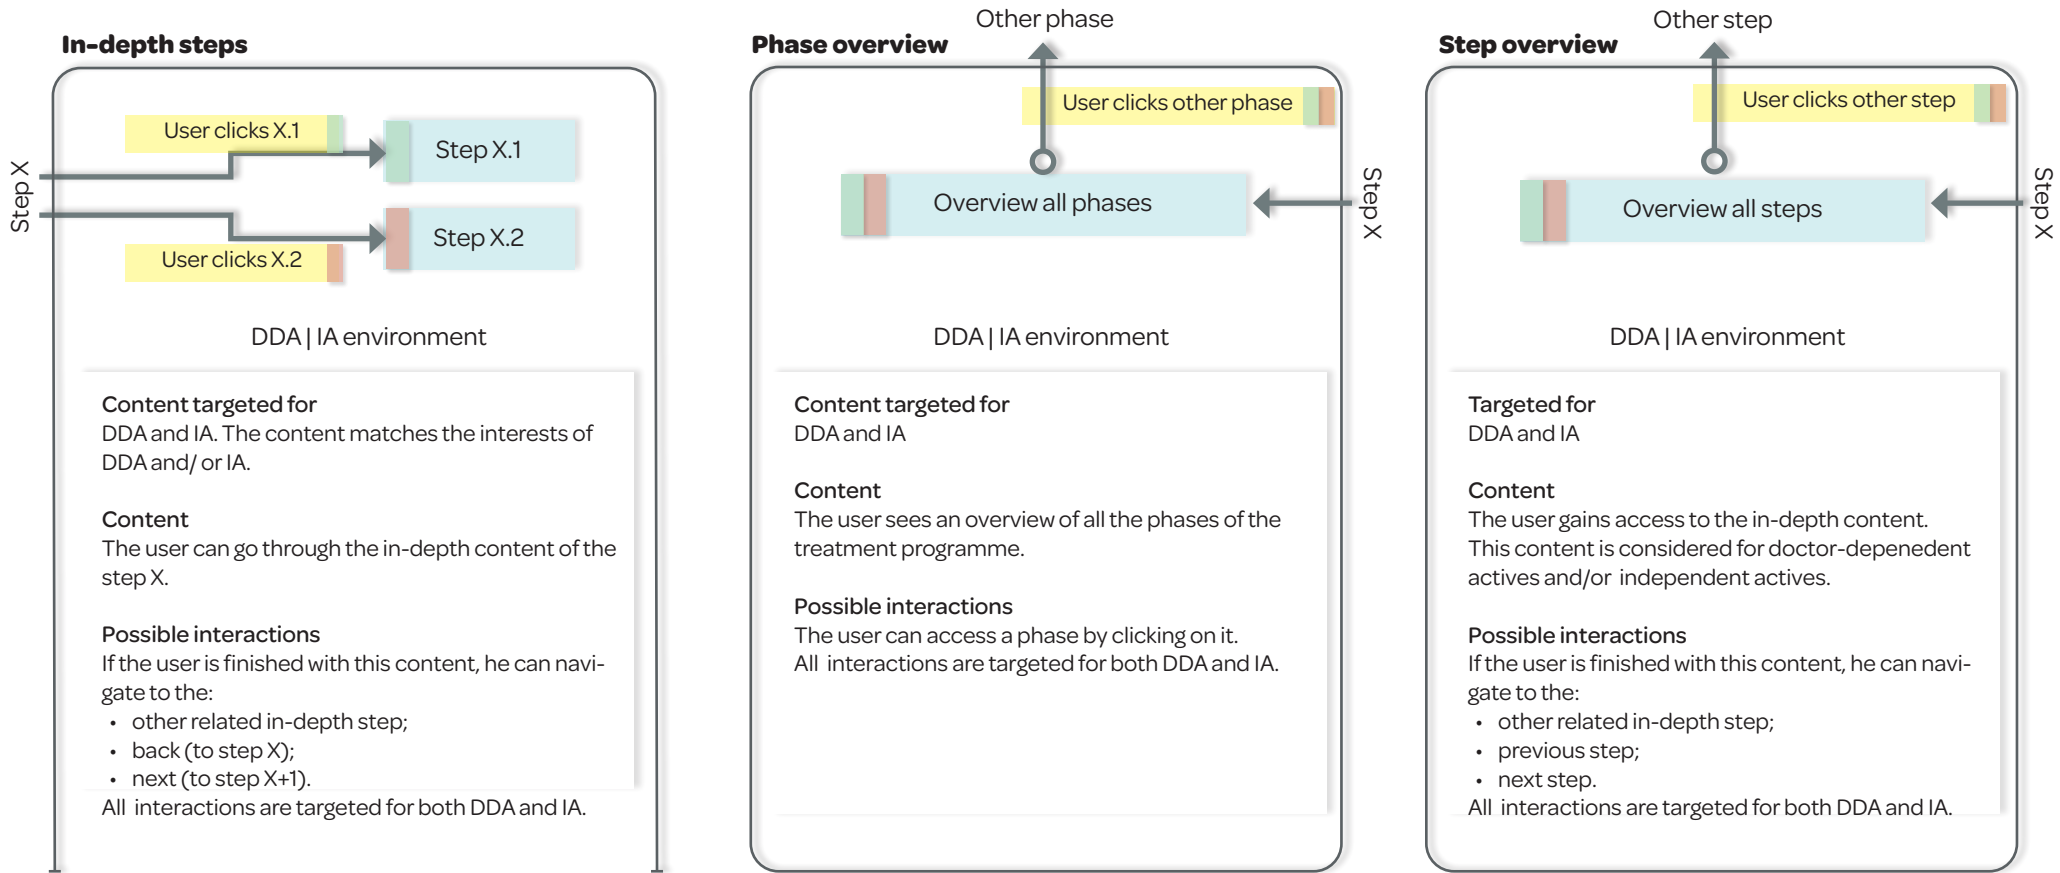 In-depth steps
User clicks X.1
Step X.1
Step X
Step X.2
User clicks X.2
DDA | IA environment
Content targeted for
DDA and IA. The content matches the interests of
DDA and/ or IA.
Content
The user can go through the in-depth content of the
step X.
Possible interactions
If the user is finished with this content, he can navi-
gate to the:
• other related in-depth step;
• back (to step X);
• next (to step X+1).
All interactions are targeted for both DDA and IA.
Other phase
Phase overview
User clicks other phase
Overview all phases
Step X
DDA | IA environment
Content targeted for
DDA and IA
Content
The user sees an overview of all the phases of the
treatment programme.
Possible interactions
The user can access a phase by clicking on it.
All interactions are targeted for both DDA and IA.
Other step
Step overview
User clicks other step
Overview all steps
Step X
DDA | IA environment
Targeted for
DDA and IA
Content
The user gains access to the in-depth content.
This content is considered for doctor-depenedent
actives and/or independent actives.
Possible interactions
If the user is finished with this content, he can navi-
gate to the:
• other related in-depth step;
• previous step;
• next step.
All interactions are targeted for both DDA and IA.